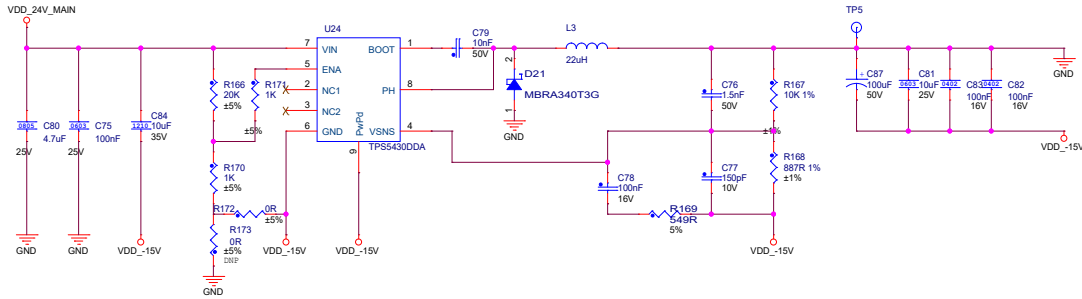 VDD_24V_MAIN
TP5
U24
C79
10nF
50V
L3
22uH
7
VIN
BOOT
1
5
ENA
2
NC1
PH
8
3
NC2
6
GND
VSNS
4
PwPd
9
TPS5430DDA
R166
20K
±5%
R171
1K
±5%
2
D21
MBRA340T3G
1
GND
C76
1.5nF
50V
R167
10K 1%
±1%
C87
100uF
50V
0603
C81
10uF
25V
0402
C83
100nF
16V
0402
C82
100nF
16V
GND
VDD_-15V
0805
C80
4.7uF
25V
0603
C75
100nF
25V
1210
C84
10uF
35V
R170
1K
±5%
R172
0R
±5%
R173
0R
±5%
DNP
C78
100nF
16V
C77
150pF
10V
R168
887R 1%
±1%
R169
549R
5%
GND
GND
VDD_-15V
VDD_-15V
VDD_-15V
VDD_-15V
GND